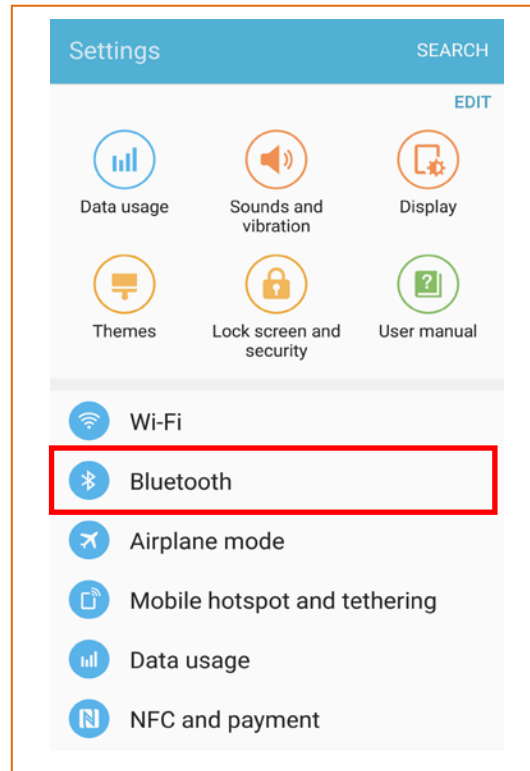 Settings SEARCH
EDIT
Data usage Sounds and vibration Display
Themes Lock screen and security User manual
Wi-Fi
Bluetooth
Airplane mode
Mobile hotspot and tethering
Data usage
NFC and payment